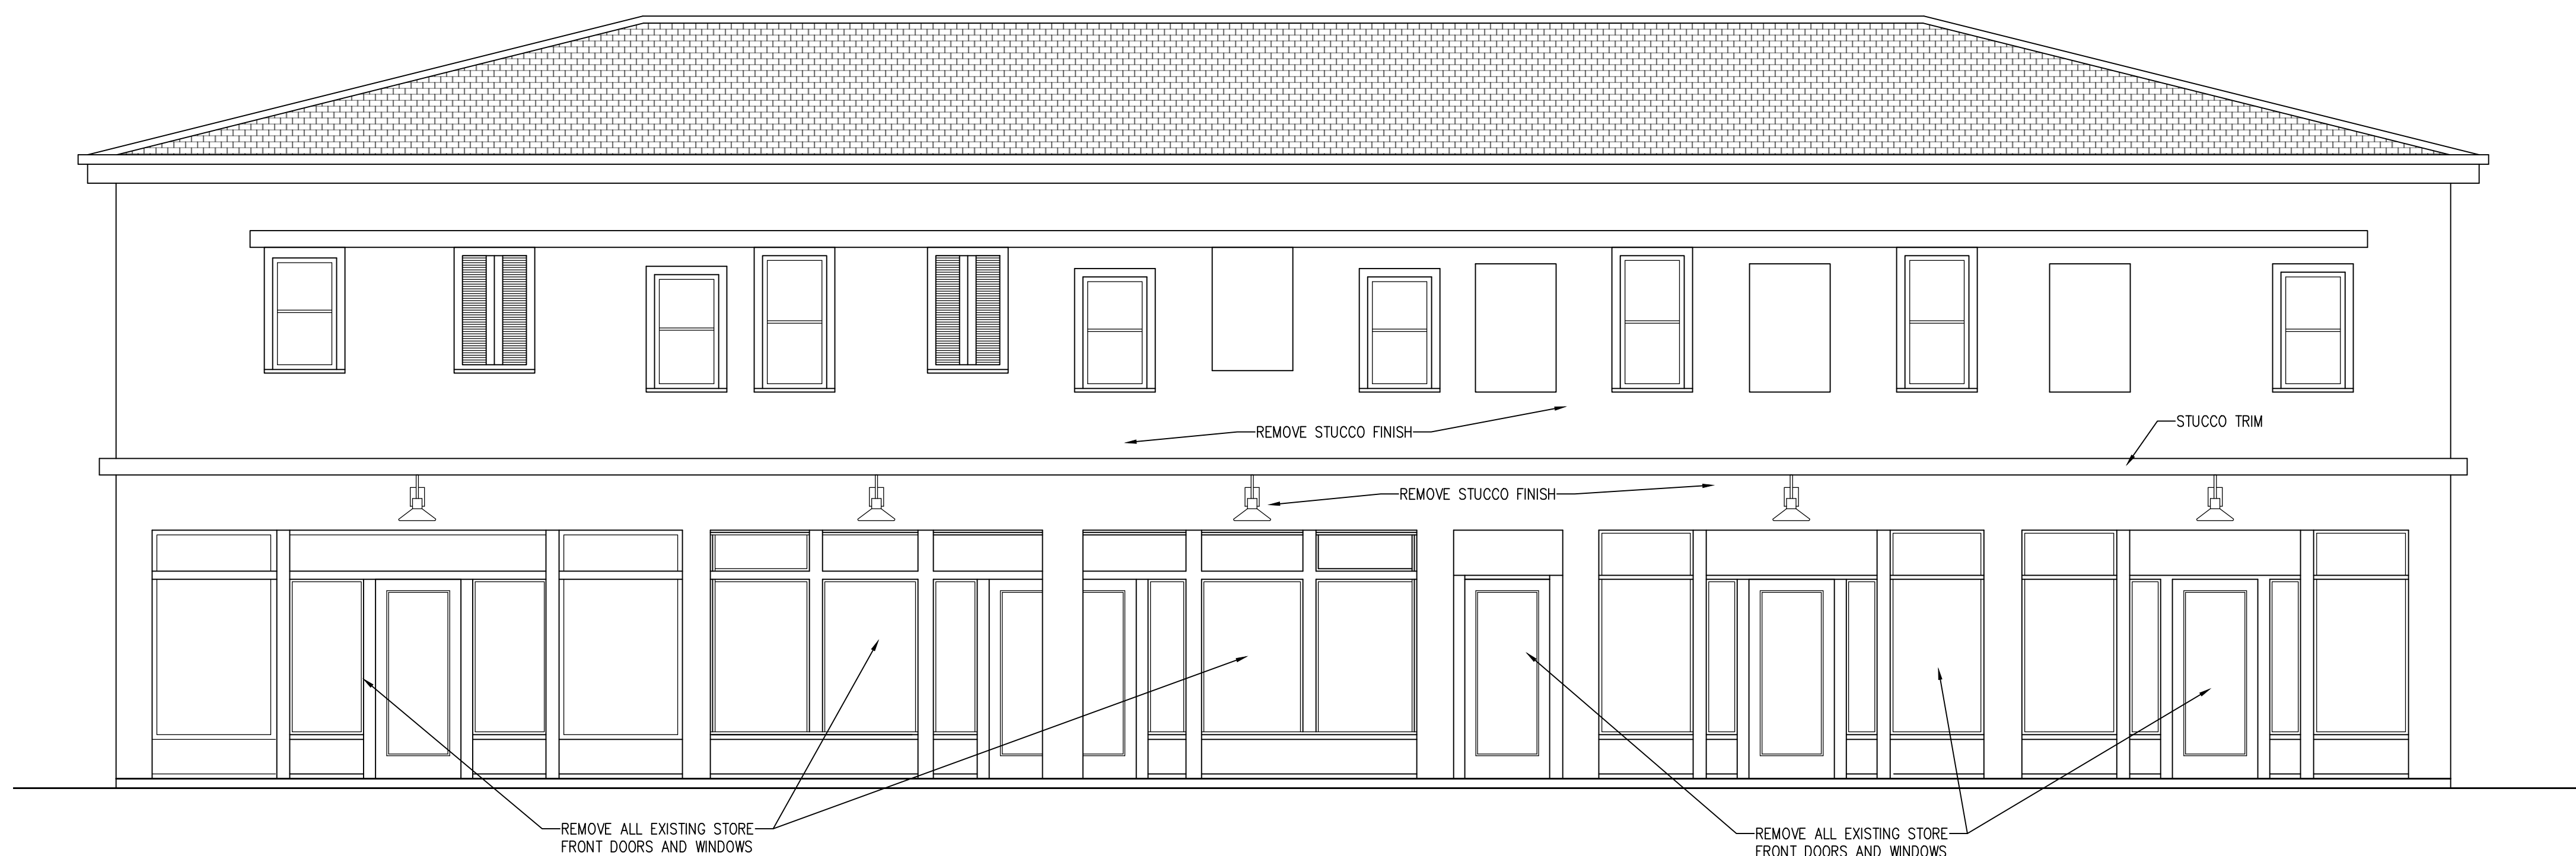 REMOVE STUCCO FINISH
STUCCO TRIM
REMOVE STUCCO FINISH
REMOVE ALL EXISTING STORE
FRONT DOORS AND WINDOWS
REMOVE ALL EXISTING STORE
FRONT DOORS AND WINDOWS